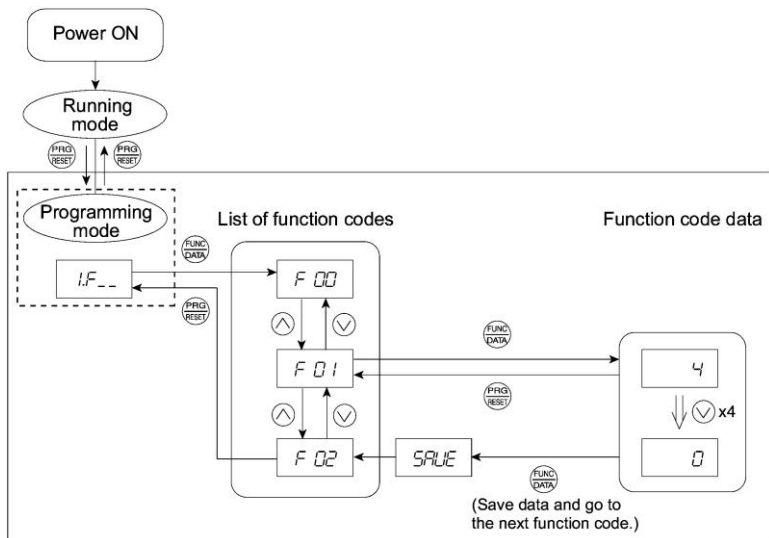 Power ON
Running
mode
PRG
RESET
PRG
RESET
Programming
mode
List of function codes
Function code data
FUNC
DATA
1.F_ _
F 00
PRG
RESET
FUNC
DATA
F 01
4
PRG
RESET
x4
F 02
SAVE
0
FUNC
DATA
(Save data and go to
the next function code.)